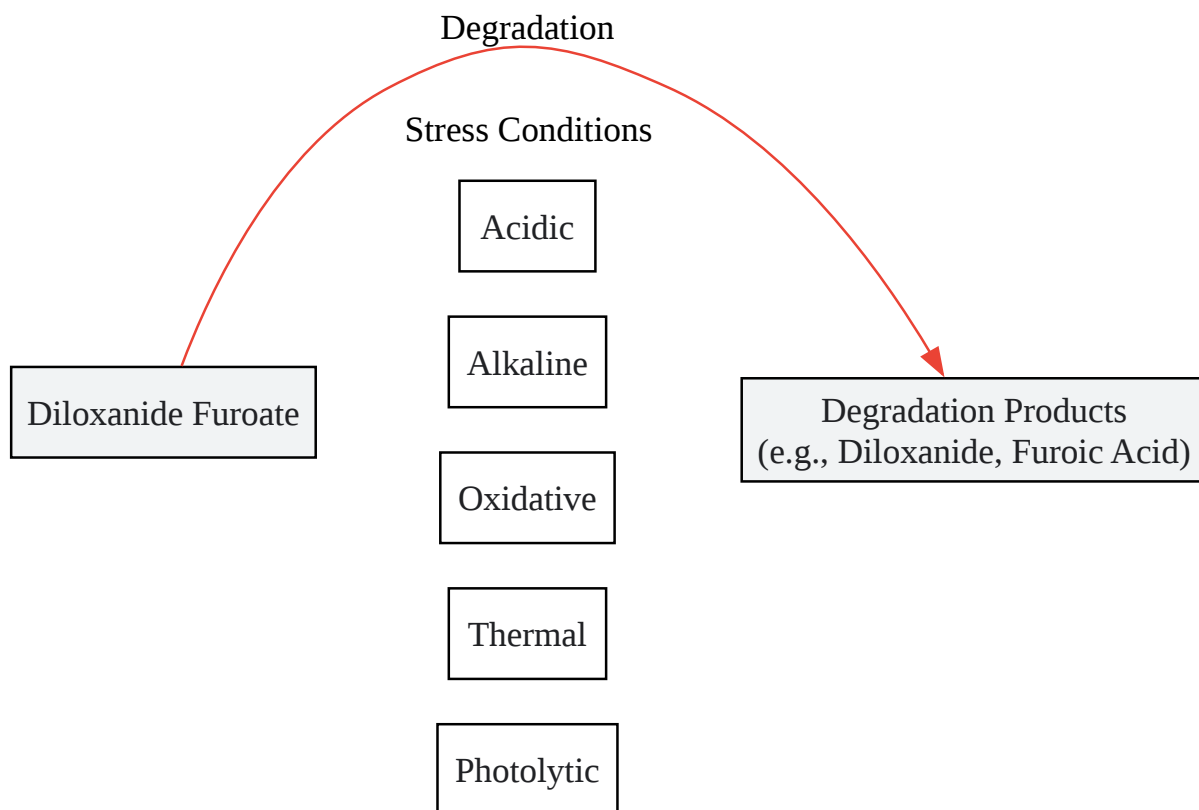 Degradation
Stress Conditions
Acidic
Alkaline
Diloxanide Furoate
Degradation Products
(e.g., Diloxanide, Furoic Acid)
Oxidative
Thermal
Photolytic